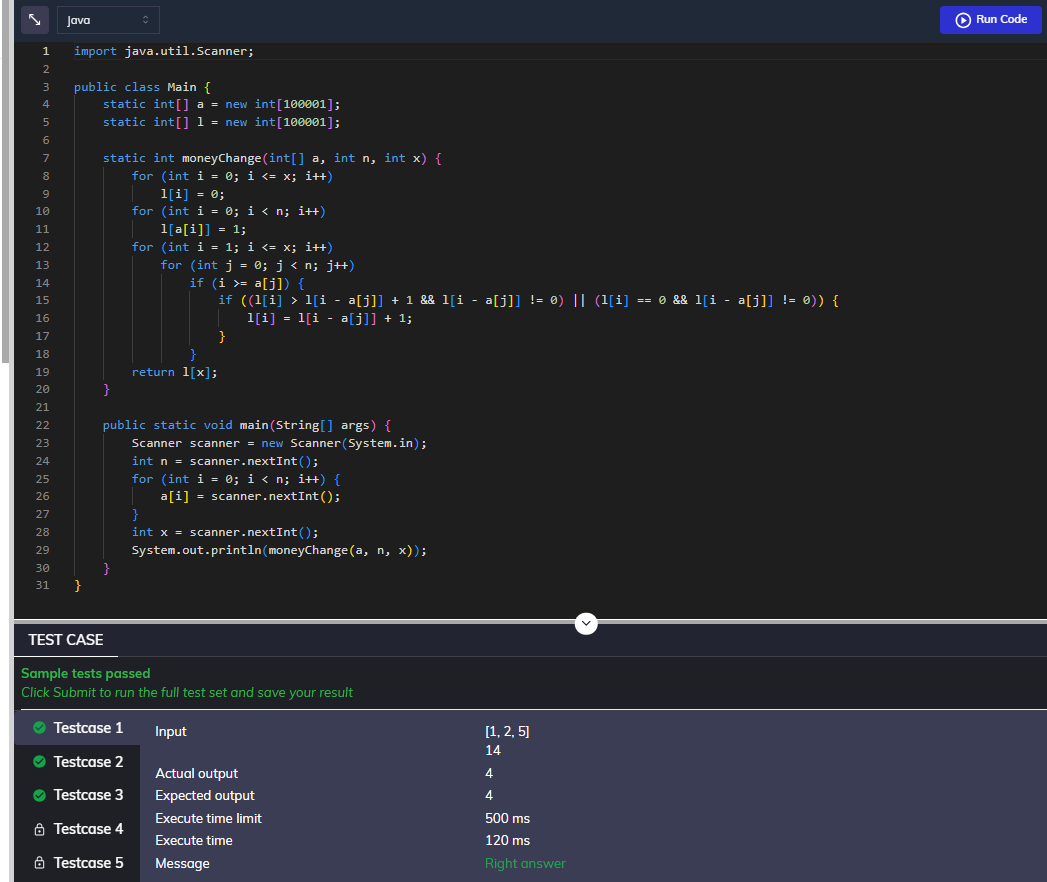 Java
Run Code
1 import java.util.Scanner;
2
3 public class Main {
4 static int[] a = new int[100001];
5 static int[] l = new int[100001];
6
7 static int moneyChange(int[] a, int n, int x) {
8 for (int i = 0; i <= x; i++)
9 l[i] = 0;
10 for (int i = 0; i < n; i++)
11 l[a[i]] = 1;
12 for (int i = 1; i <= x; i++)
13 for (int j = 0; j < n; j++)
14 if (i >= a[j]) {
15 if ((l[i] > l[i - a[j]] + 1 && l[i - a[j]] != 0) || (l[i] == 0 && l[i - a[j]] != 0)) {
16 l[i] = l[i - a[j]] + 1;
17 }
18 }
19 return l[x];
20 }
21
22 public static void main(String[] args) {
23 Scanner scanner = new Scanner(System.in);
24 int n = scanner.nextInt();
25 for (int i = 0; i < n; i++) {
26 a[i] = scanner.nextInt();
27 }
28 int x = scanner.nextInt();
29 System.out.println(moneyChange(a, n, x));
30 }
31 }
TEST CASE
Sample tests passed
Click Submit to run the full test set and save your result
Testcase 1
Testcase 2
Testcase 3
Testcase 4
Testcase 5
Input [1, 2, 5]
14
Actual output 4
Expected output 4
Execute time limit 500 ms
Execute time 120 ms
Message Right answer